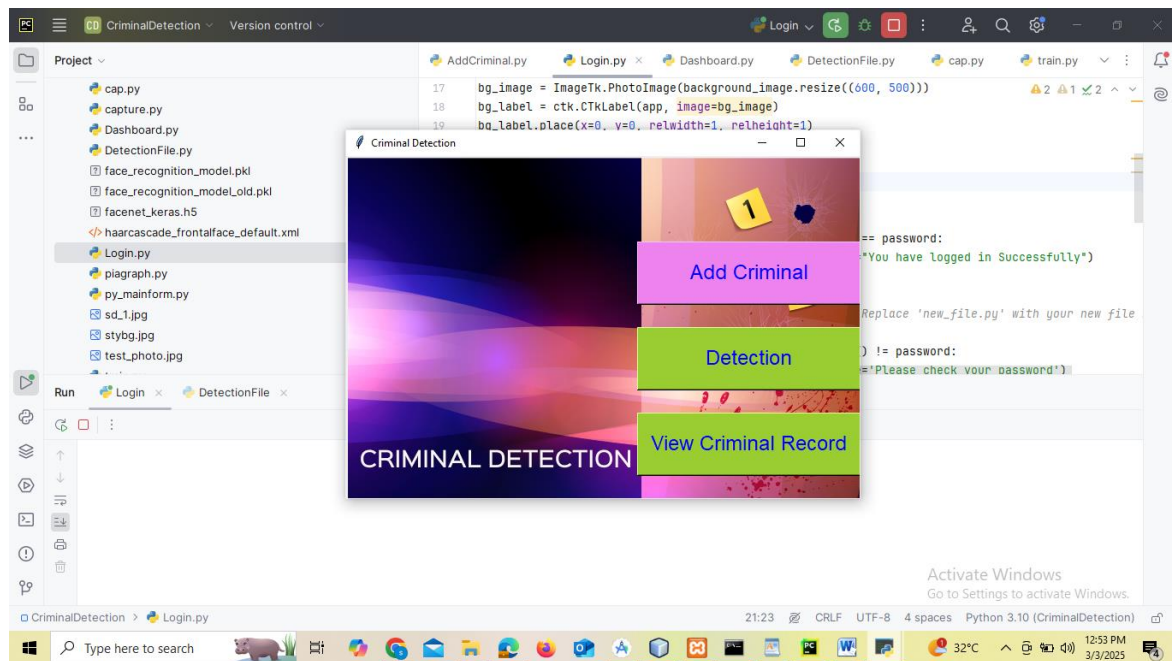 PC
CD CriminalDetection Version control Login
Project
AddCriminal.py Login.py Dashboard.py DetectionFile.py cap.py train.py
cap.py
capture.py
Dashboard.py
DetectionFile.py
face_recognition_model.pkl
face_recognition_model_old.pkl
facenet_keras.h5
haarcascade_frontalface_default.xml
Login.py
piagraph.py
py_mainform.py
sd_1.jpg
stybg.jpg
test_photo.jpg
17 bg_image = ImageTk.PhotoImage(background_image.resize((600, 500)))
18 bg_label = ctk.CTkLabel(app, image=bg_image)
19 bg_label.place(x=0, y=0, relwidth=1, relheight=1)
2 1 2
== password:
="You have logged in Successfully")
Replace 'new_file.py' with your new file
) != password:
='Please check your password')
Criminal Detection
1
Add Criminal
Detection
View Criminal Record
CRIMINAL DETECTION
Run Login DetectionFile
Activate Windows
Go to Settings to activate Windows.
CriminalDetection > Login.py 21:23 CRLF UTF-8 4 spaces Python 3.10 (CriminalDetection)
Type here to search
32°C
12:53 PM
3/3/2025
4